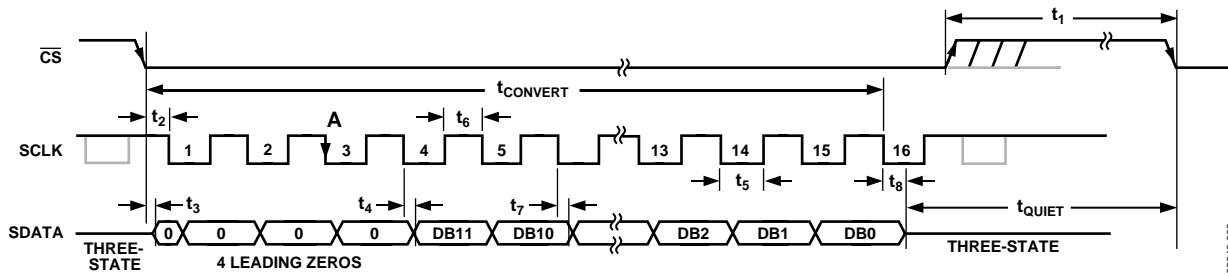 t1
CS
tCONVERT
t2 A t6
SCLK 1 2 3 4 5 13 14 15 16
t3 t4 t7 t5 t8
tQUIET
SDATA 0 0 0 0 DB11 DB10 DB2 DB1 DB0
THREE-
STATE
4 LEADING ZEROS
THREE-STATE